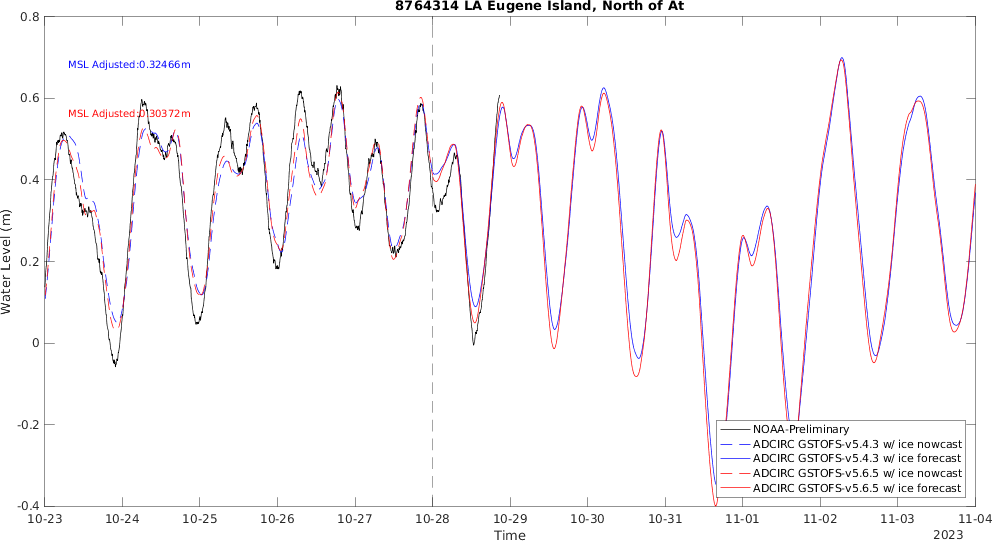 8764314 LA Eugene Island, North of At
0.8
0.6
0.4
0.2
0
-0.2
-0.4
Water Level (m)
MSL Adjusted:0.32466m
MSL Adjusted:0.30372m
NOAA-Preliminary
ADCIRC GSTOFS-v5.4.3 w/ ice nowcast
ADCIRC GSTOFS-v5.4.3 w/ ice forecast
ADCIRC GSTOFS-v5.6.5 w/ ice nowcast
ADCIRC GSTOFS-v5.6.5 w/ ice forecast
10-23 10-24 10-25 10-26 10-27 10-28 10-29 10-30 10-31 11-01 11-02 11-03 11-04
Time
2023